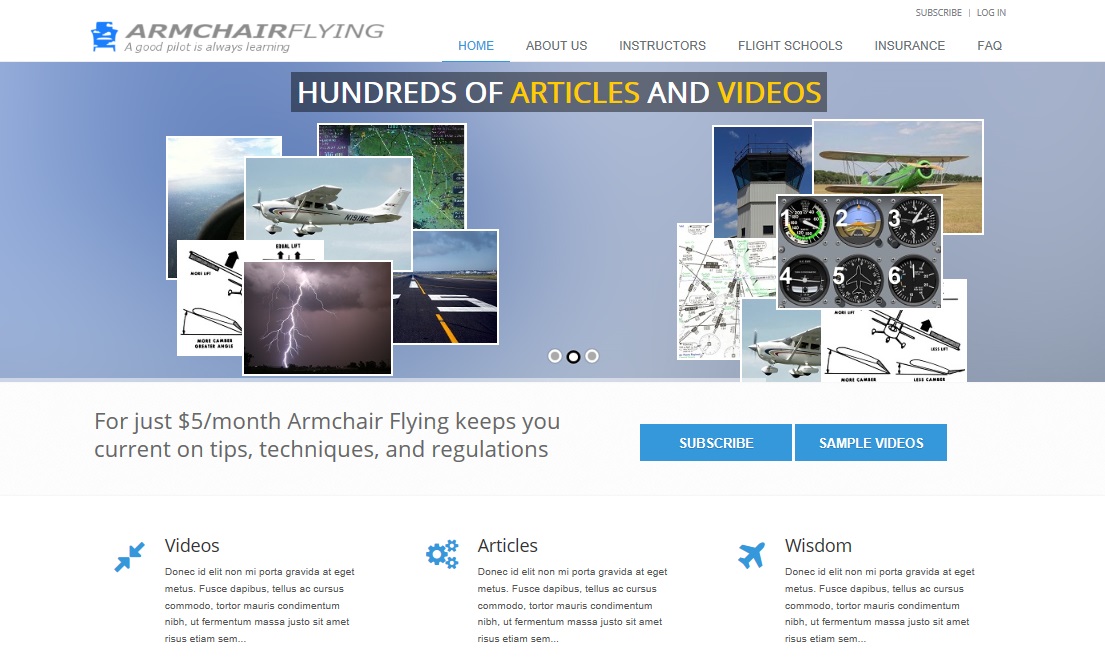 SUBSCRIBE | LOG IN
ARMCHAIRFLYING
A good pilot is always learning
HOME ABOUT US INSTRUCTORS FLIGHT SCHOOLS INSURANCE FAQ
HUNDREDS OF ARTICLES AND VIDEOS
N191ME
EQUAL LIFT
MORE LIFT
MORE CAMBER
GREATER ANGLE
1 2 3
4 5 6
MORE LIFT
LESS LIFT
MORE CAMBER LESS CAMBER
For just $5/month Armchair Flying keeps you
current on tips, techniques, and regulations
SUBSCRIBE SAMPLE VIDEOS
Videos
Donec id elit non mi porta gravida at eget
metus. Fusce dapibus, tellus ac cursus
commodo, tortor mauris condimentum
nibh, ut fermentum massa justo sit amet
risus etiam sem...
Articles
Donec id elit non mi porta gravida at eget
metus. Fusce dapibus, tellus ac cursus
commodo, tortor mauris condimentum
nibh, ut fermentum massa justo sit amet
risus etiam sem...
Wisdom
Donec id elit non mi porta gravida at eget
metus. Fusce dapibus, tellus ac cursus
commodo, tortor mauris condimentum
nibh, ut fermentum massa justo sit amet
risus etiam sem...